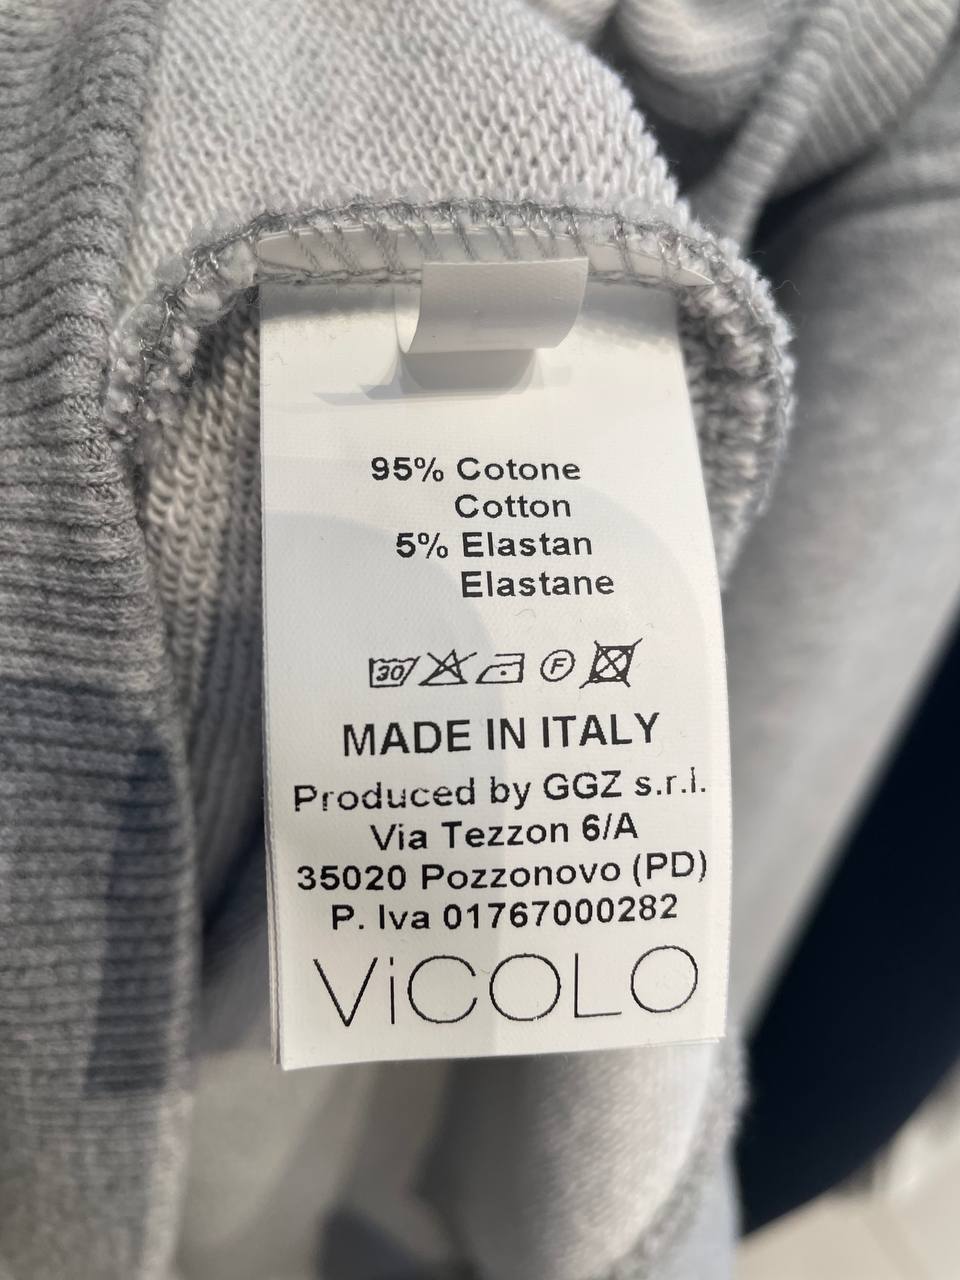 95% Cotone
Cotton
5% Elastan
Elastane
30 F
MADE IN ITALY
Produced by GGZ s.r.l.
Via Tezzon 6/A
35020 Pozzonovo (PD)
P. Iva 01767000282
ViCOLO